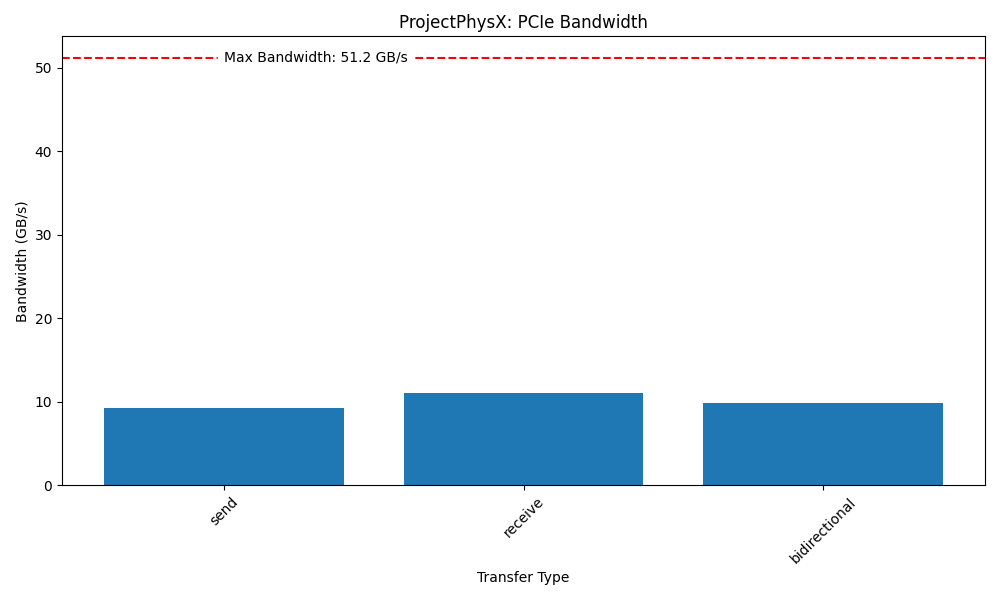 ProjectPhysX: PCIe Bandwidth
Max Bandwidth: 51.2 GB/s
Bandwidth (GB/s)
50
40
30
20
10
0
send
receive
bidirectional
Transfer Type